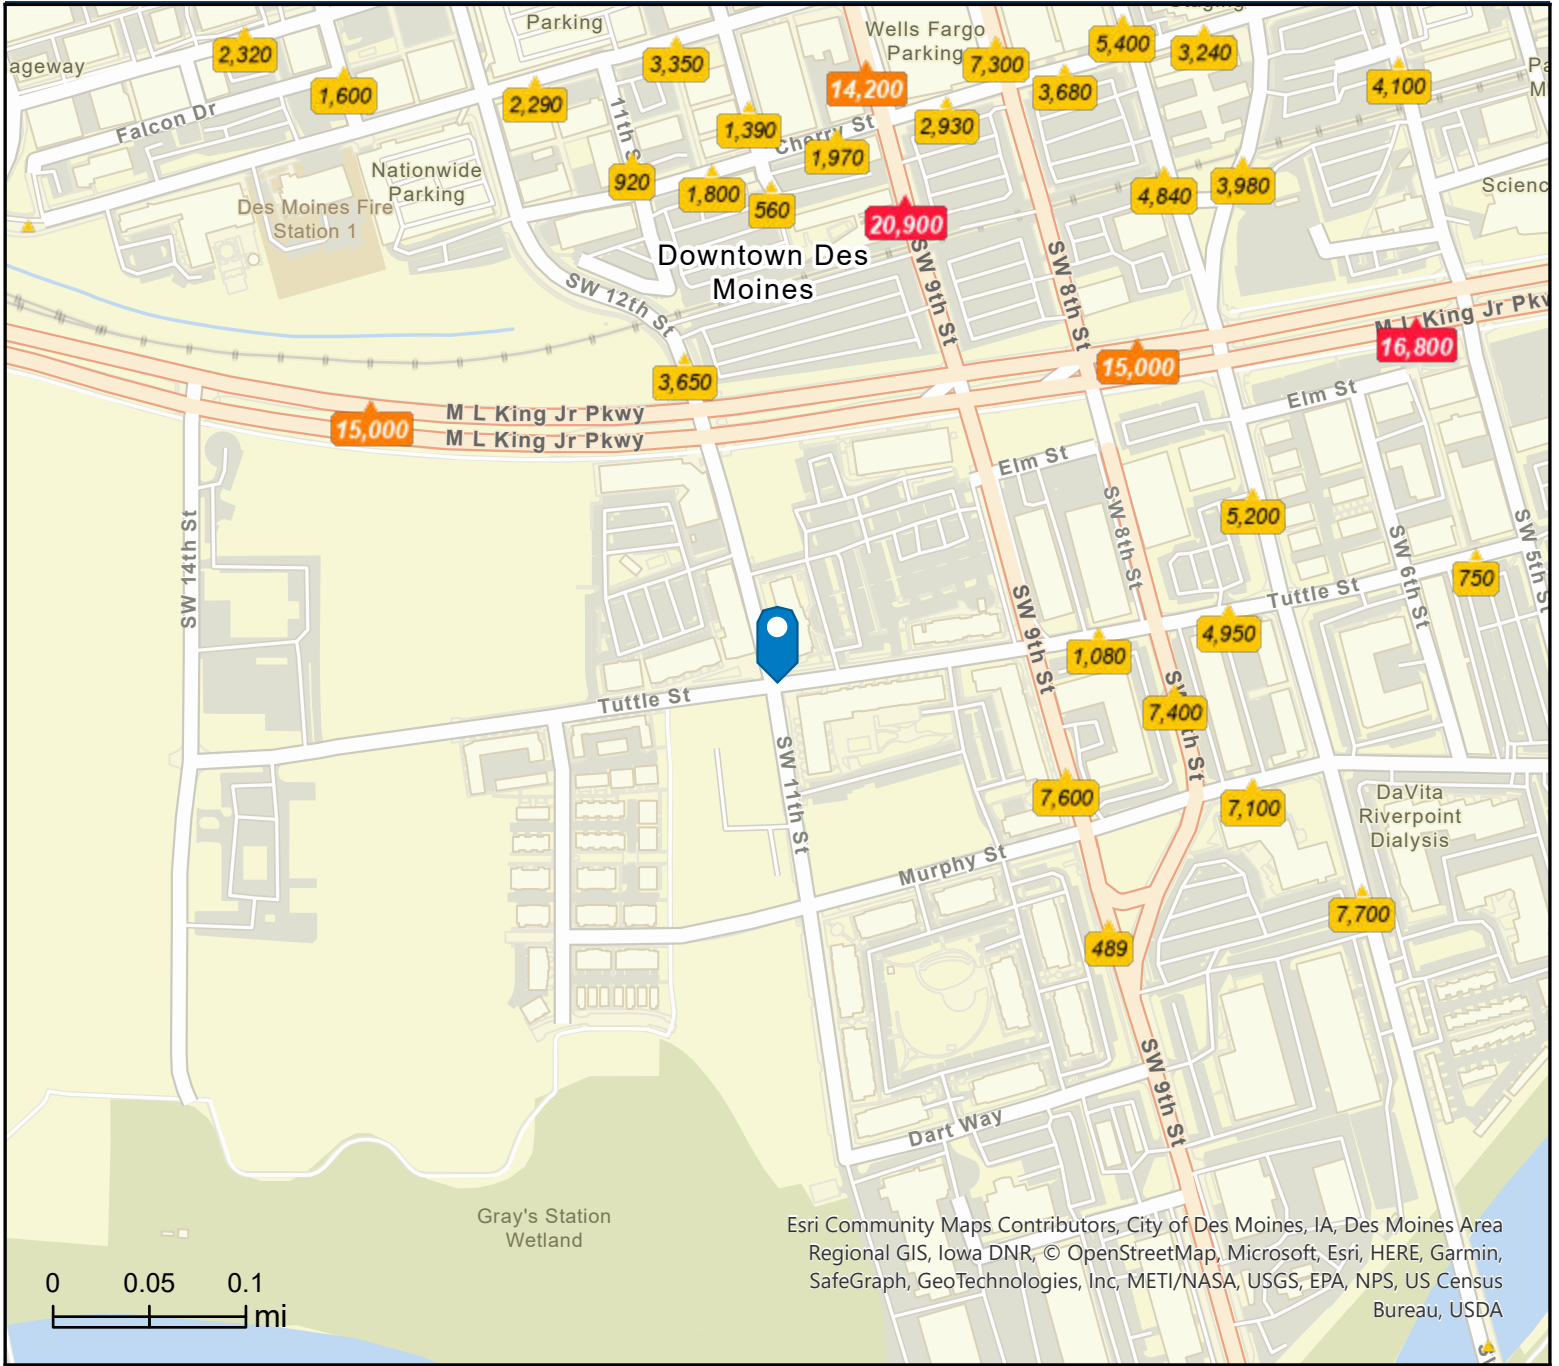 Parking
Wells Fargo
Parking
ageway
2,320
1,600
2,290
3,350
14,200
7,300
5,400
3,240
3,680
4,100
Pa
M
Falcon Dr
11th S
1,390
Cherry St
2,930
1,970
Nationwide
Parking
920
1,800
560
4,840
3,980
Scienc
Des Moines Fire
Station 1
20,900
Downtown Des
Moines
SW 12th St
SW 9th St
SW 8th St
M L King Jr Pkw
16,800
15,000
3,650
15,000
M L King Jr Pkwy
M L King Jr Pkwy
Elm St
Elm St
SW 14th St
SW 8th St
5,200
SW 6th St
SW 5th St
750
Tuttle St
SW 9th St
4,950
1,080
Tuttle St
7,400
SW 8th St
SW 11th St
7,600
7,100
DaVita
Riverpoint
Dialysis
Murphy St
7,700
489
SW 9th St
Dart Way
Gray's Station
Wetland
Esri Community Maps Contributors, City of Des Moines, IA, Des Moines Area
Regional GIS, Iowa DNR, © OpenStreetMap, Microsoft, Esri, HERE, Garmin,
SafeGraph, GeoTechnologies, Inc, METI/NASA, USGS, EPA, NPS, US Census
Bureau, USDA
0 0.05 0.1
mi